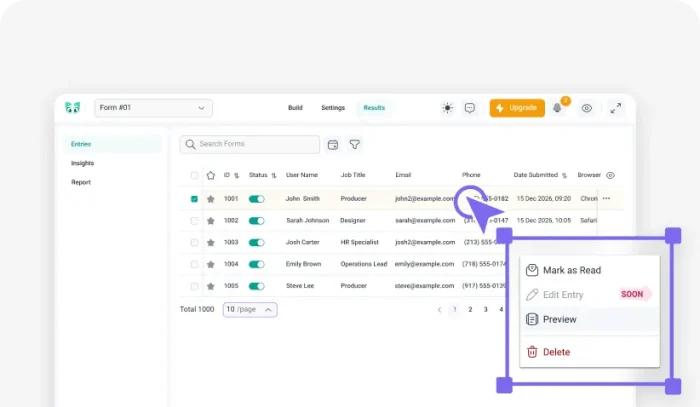 Form #01
Build Settings Results
Upgrade
Entries
Insights
Report
Search Forms
ID Status User Name Job Title Email Phone Date Submitted Browser
1001 John Smith Producer john2@example.com 555-0182 15 Dec 2026, 09:20 Chron
1002 Sarah Johnson Designer sarah@example.com 15 Dec 2026, 10:05 Safari
1003 Josh Carter HR Specialist josh2@example.com (213) 555-0
1004 Emily Brown Operations Lead emily@example.com (718) 555-0174
1005 Steve Lee Producer steve@example.com (917) 555-0139
Total 1000 10 /page 1 2 3 4
Mark as Read
Edit Entry SOON
Preview
Delete